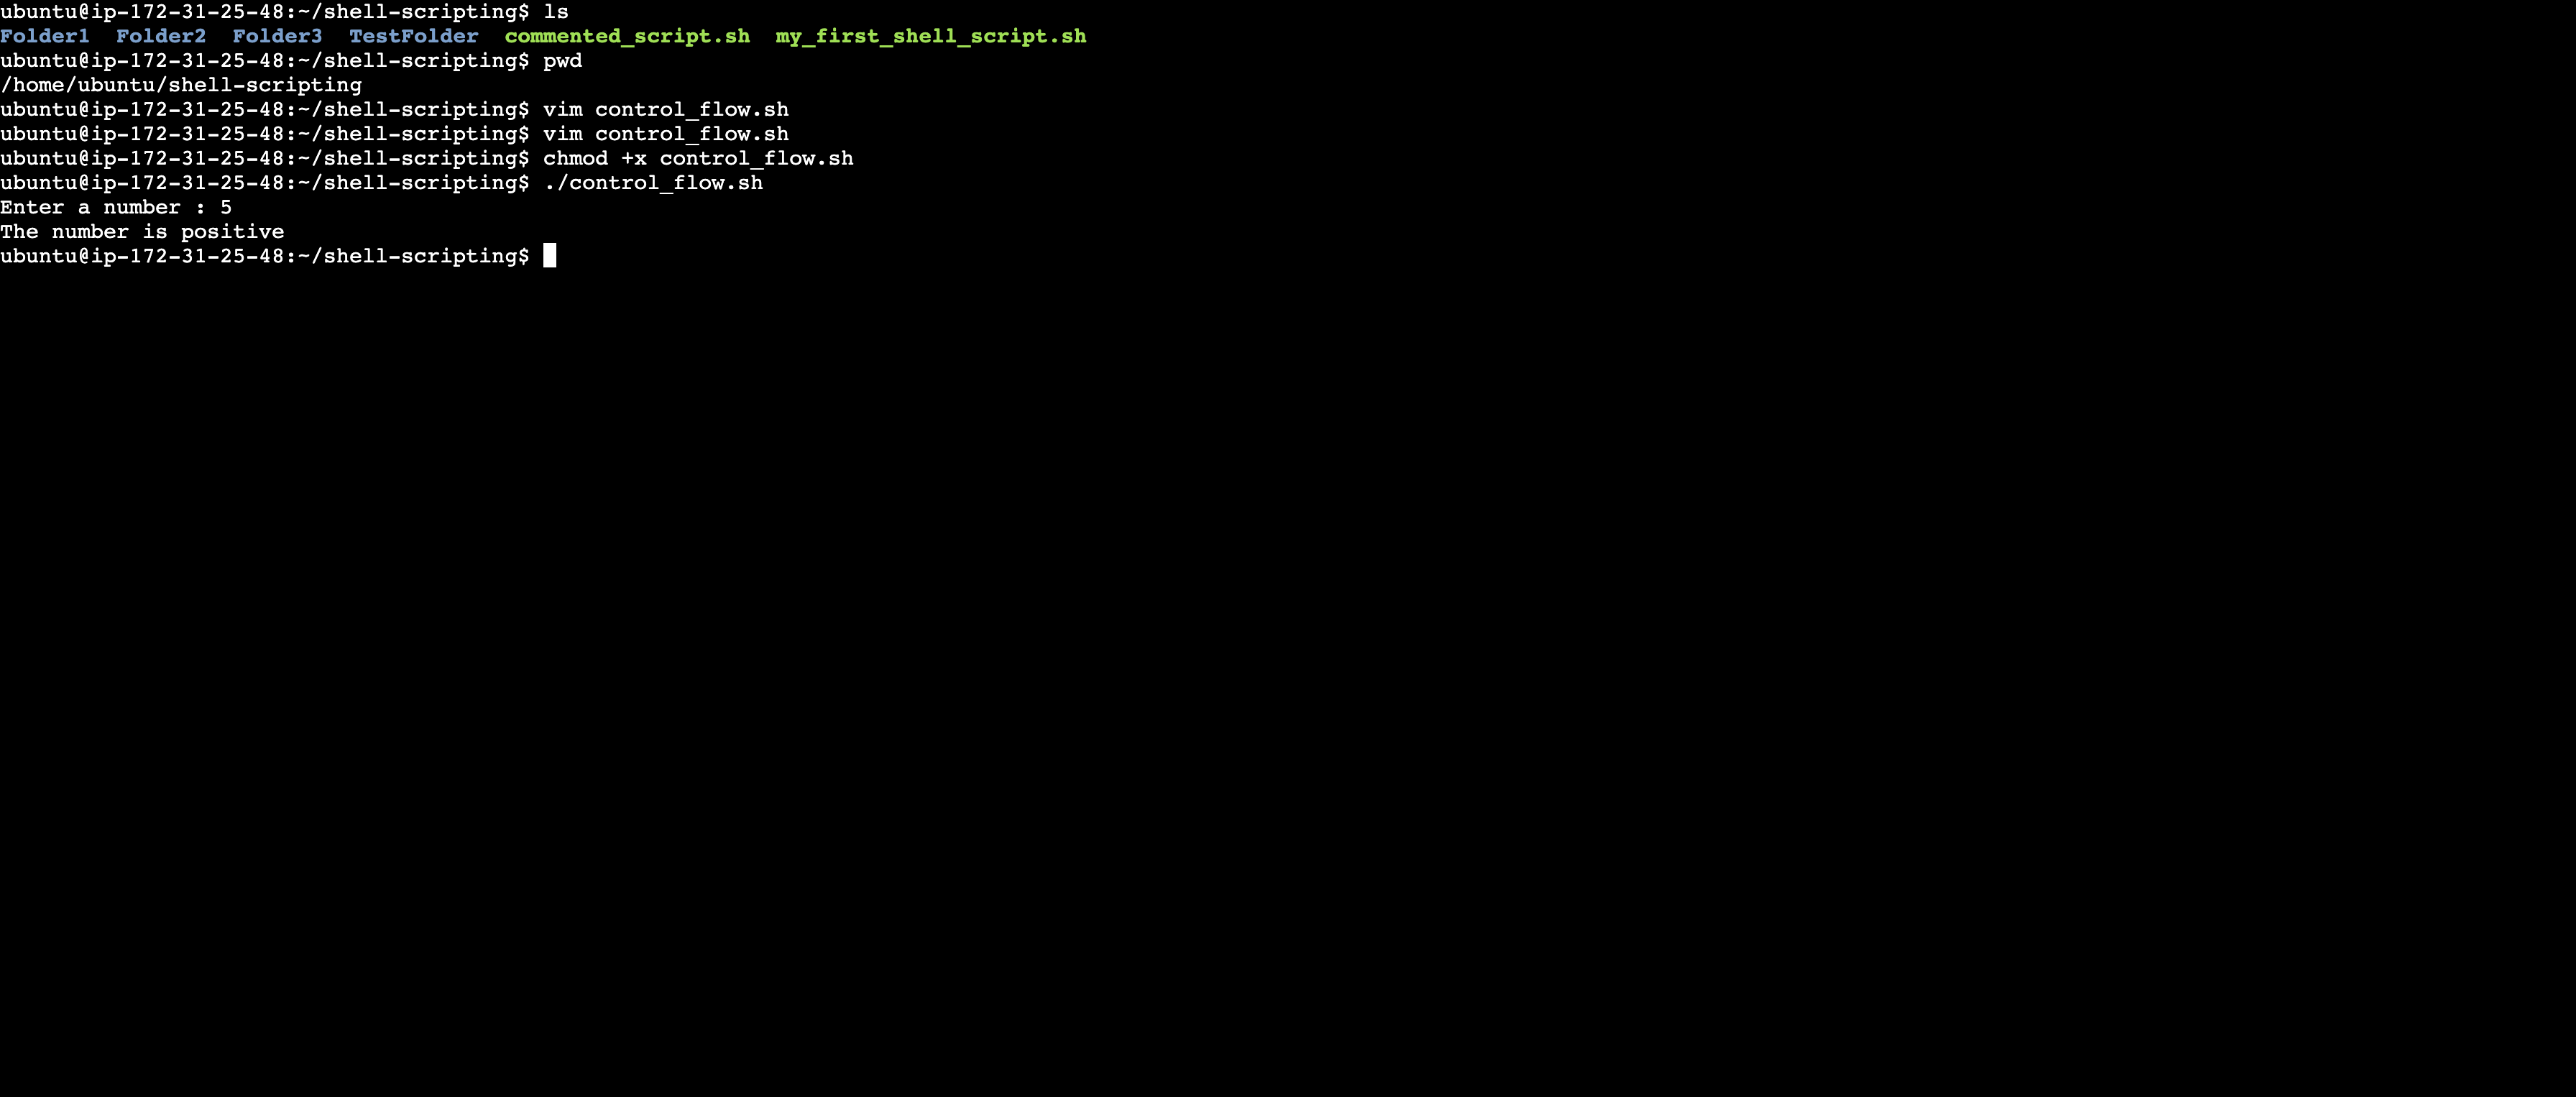 ubuntu@ip-172-31-25-48:~/shell-scripting$ ls
Folder1  Folder2  Folder3  TestFolder  commented_script.sh  my_first_shell_script.sh
ubuntu@ip-172-31-25-48:~/shell-scripting$ pwd
/home/ubuntu/shell-scripting
ubuntu@ip-172-31-25-48:~/shell-scripting$ vim control_flow.sh
ubuntu@ip-172-31-25-48:~/shell-scripting$ vim control_flow.sh
ubuntu@ip-172-31-25-48:~/shell-scripting$ chmod +x control_flow.sh
ubuntu@ip-172-31-25-48:~/shell-scripting$ ./control_flow.sh
Enter a number : 5
The number is positive
ubuntu@ip-172-31-25-48:~/shell-scripting$